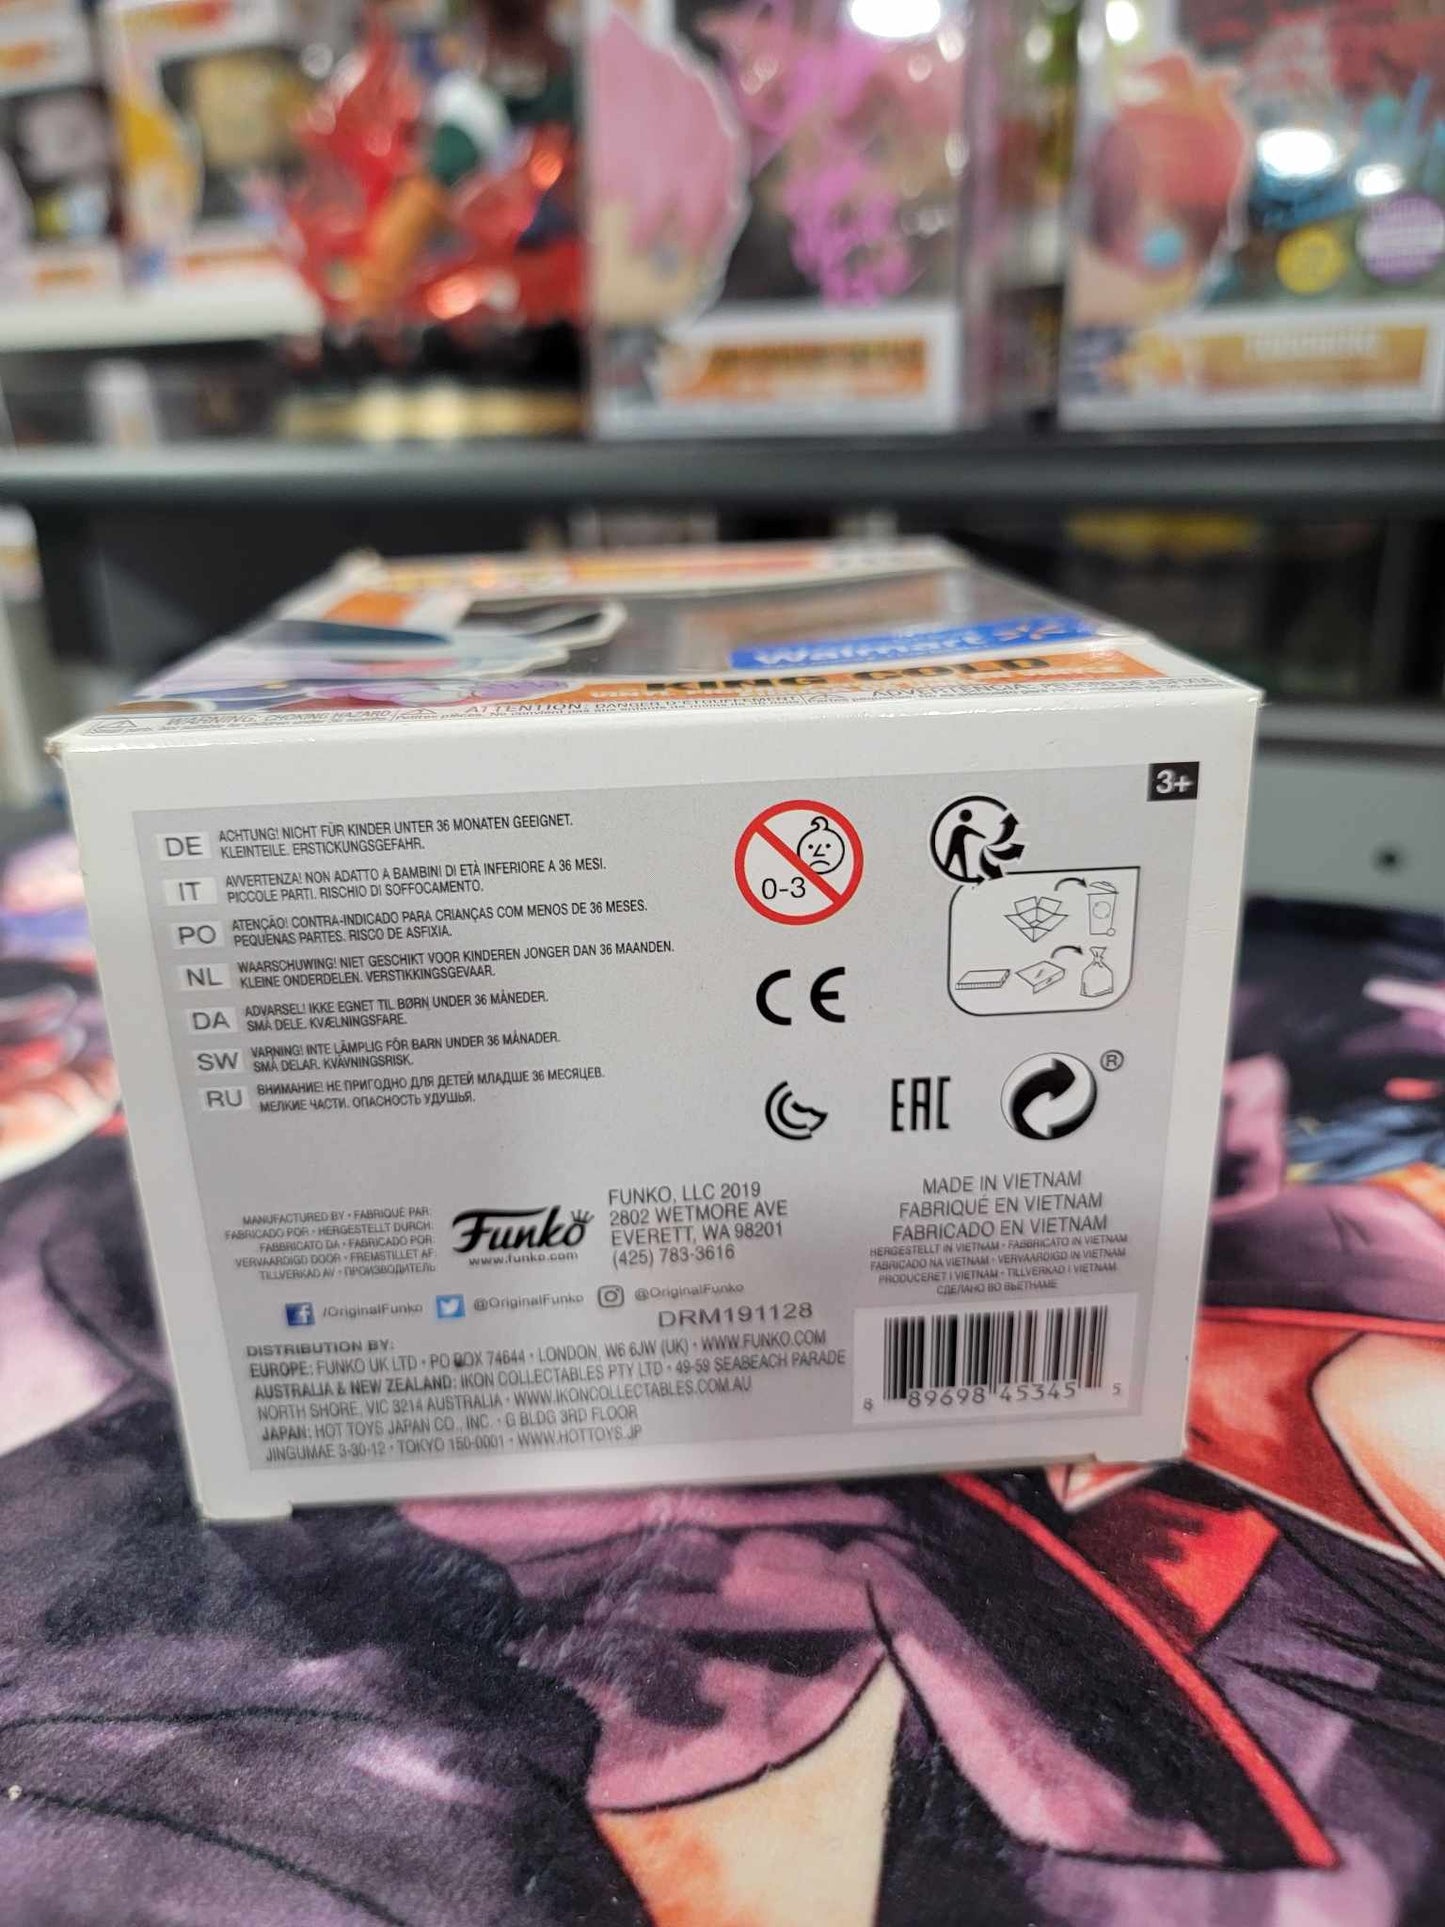 Walmart
KING COLD
WARNING: CHOKING HAZARD
ATTENTION: DANGER D'ÉTOUFFEMENT
ADVERTENCIA
3+
DE ACHTUNG! NICHT FÜR KINDER UNTER 36 MONATEN GEEIGNET.
KLEINTEILE. ERSTICKUNGSGEFAHR.
IT AVVERTENZA! NON ADATTO A BAMBINI DI ETÀ INFERIORE A 36 MESI.
PICCOLE PARTI. RISCHIO DI SOFFOCAMENTO.
PO ATENÇÃO! CONTRA-INDICADO PARA CRIANÇAS COM MENOS DE 36 MESES.
PEQUENAS PARTES. RISCO DE ASFIXIA.
NL WAARSCHUWING! NIET GESCHIKT VOOR KINDEREN JONGER DAN 36 MAANDEN.
KLEINE ONDERDELEN. VERSTIKKINGSGEVAAR.
DA ADVARSEL! IKKE EGNET TIL BØRN UNDER 36 MÅNEDER.
SMÅ DELE. KVÆLNINGSFARE.
SW VARNING! INTE LÄMPLIG FÖR BARN UNDER 36 MÅNADER.
SMÅ DELAR. KVÄVNINGSRISK.
RU ВНИМАНИЕ! НЕ ПРИГОДНО ДЛЯ ДЕТЕЙ МЛАДШЕ 36 МЕСЯЦЕВ.
МЕЛКИЕ ЧАСТИ. ОПАСНОСТЬ УДУШЬЯ.
0-3
CE
EAC
®
MANUFACTURED BY • FABRIQUÉ PAR:
FABRICADO POR • HERGESTELLT DURCH:
FABBRICATO DA • FABRICADO POR:
VERVAARDIGD DOOR • FREMSTILLET AF:
TILLVERKAD AV • ПРОИЗВОДИТЕЛЬ:
Funko
www.funko.com
FUNKO, LLC 2019
2802 WETMORE AVE
EVERETT, WA 98201
(425) 783-3616
MADE IN VIETNAM
FABRIQUÉ EN VIETNAM
FABRICADO EN VIETNAM
HERGESTELLT IN VIETNAM • FABBRICATO IN VIETNAM
FABRICADO NA VIETNAM • VERVAARDIGD IN VIETNAM
PRODUCERET I VIETNAM • TILLVERKAD I VIETNAM
СДЕЛАНО ВО ВЬЕТНАМЕ
/OriginalFunko @OriginalFunko @OriginalFunko
DRM191128
DISTRIBUTION BY:
EUROPE: FUNKO UK LTD • PO BOX 74644 • LONDON, W6 6JW (UK) • WWW.FUNKO.COM
AUSTRALIA & NEW ZEALAND: IKON COLLECTABLES PTY LTD • 49-59 SEABEACH PARADE
NORTH SHORE, VIC 3214 AUSTRALIA • WWW.IKONCOLLECTABLES.COM.AU
JAPAN: HOT TOYS JAPAN CO., INC. • G BLDG 3RD FLOOR
JINGUMAE 3-30-12 • TOKYO 150-0001 • WWW.HOTTOYS.JP
8 89698 45345 5